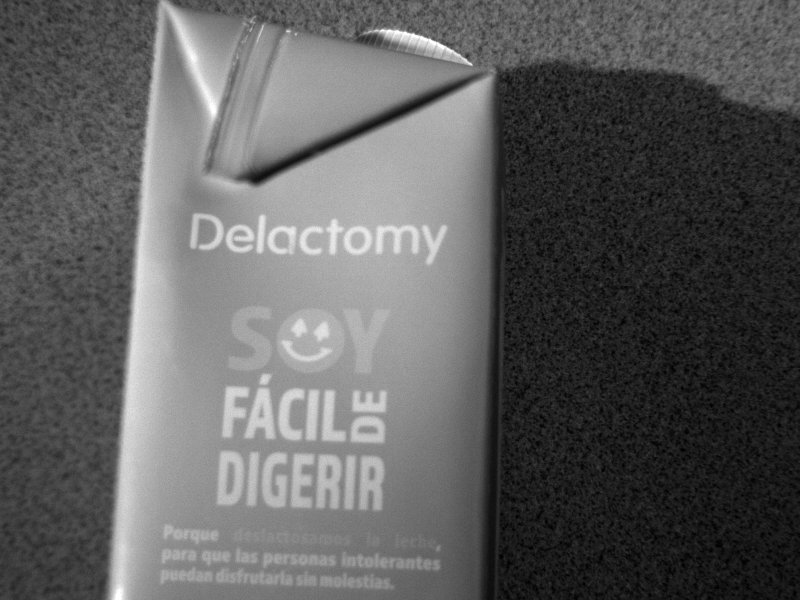 Delactomy
SOY
FÁCIL DE
DIGERIR
Porque deslactosamos la leche,
para que las personas intolerantes
puedan disfrutarla sin molestias.